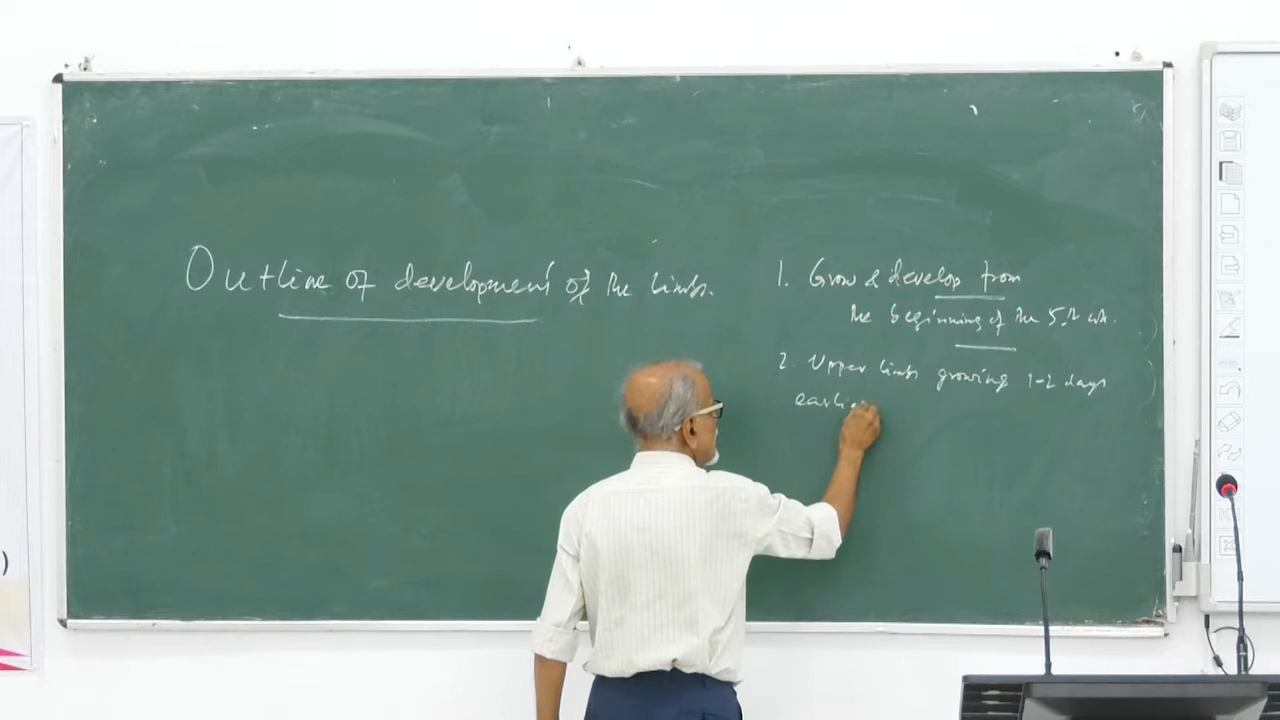 Outline of development of the limbs.
1. Grow & develop from
the beginning of the 5th wk.
2. Upper limbs growing 1-2 days
earlie
)